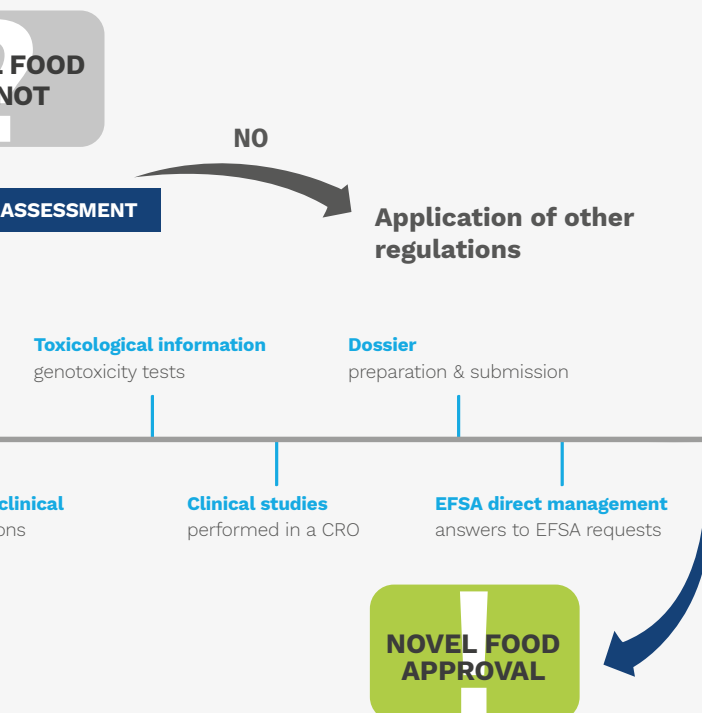 FOOD
NOT
NO
ASSESSMENT
Application of other
regulations
Toxicological information
genotoxicity tests
Dossier
preparation & submission
clinical
ons
Clinical studies
performed in a CRO
EFSA direct management
answers to EFSA requests
NOVEL FOOD
APPROVAL